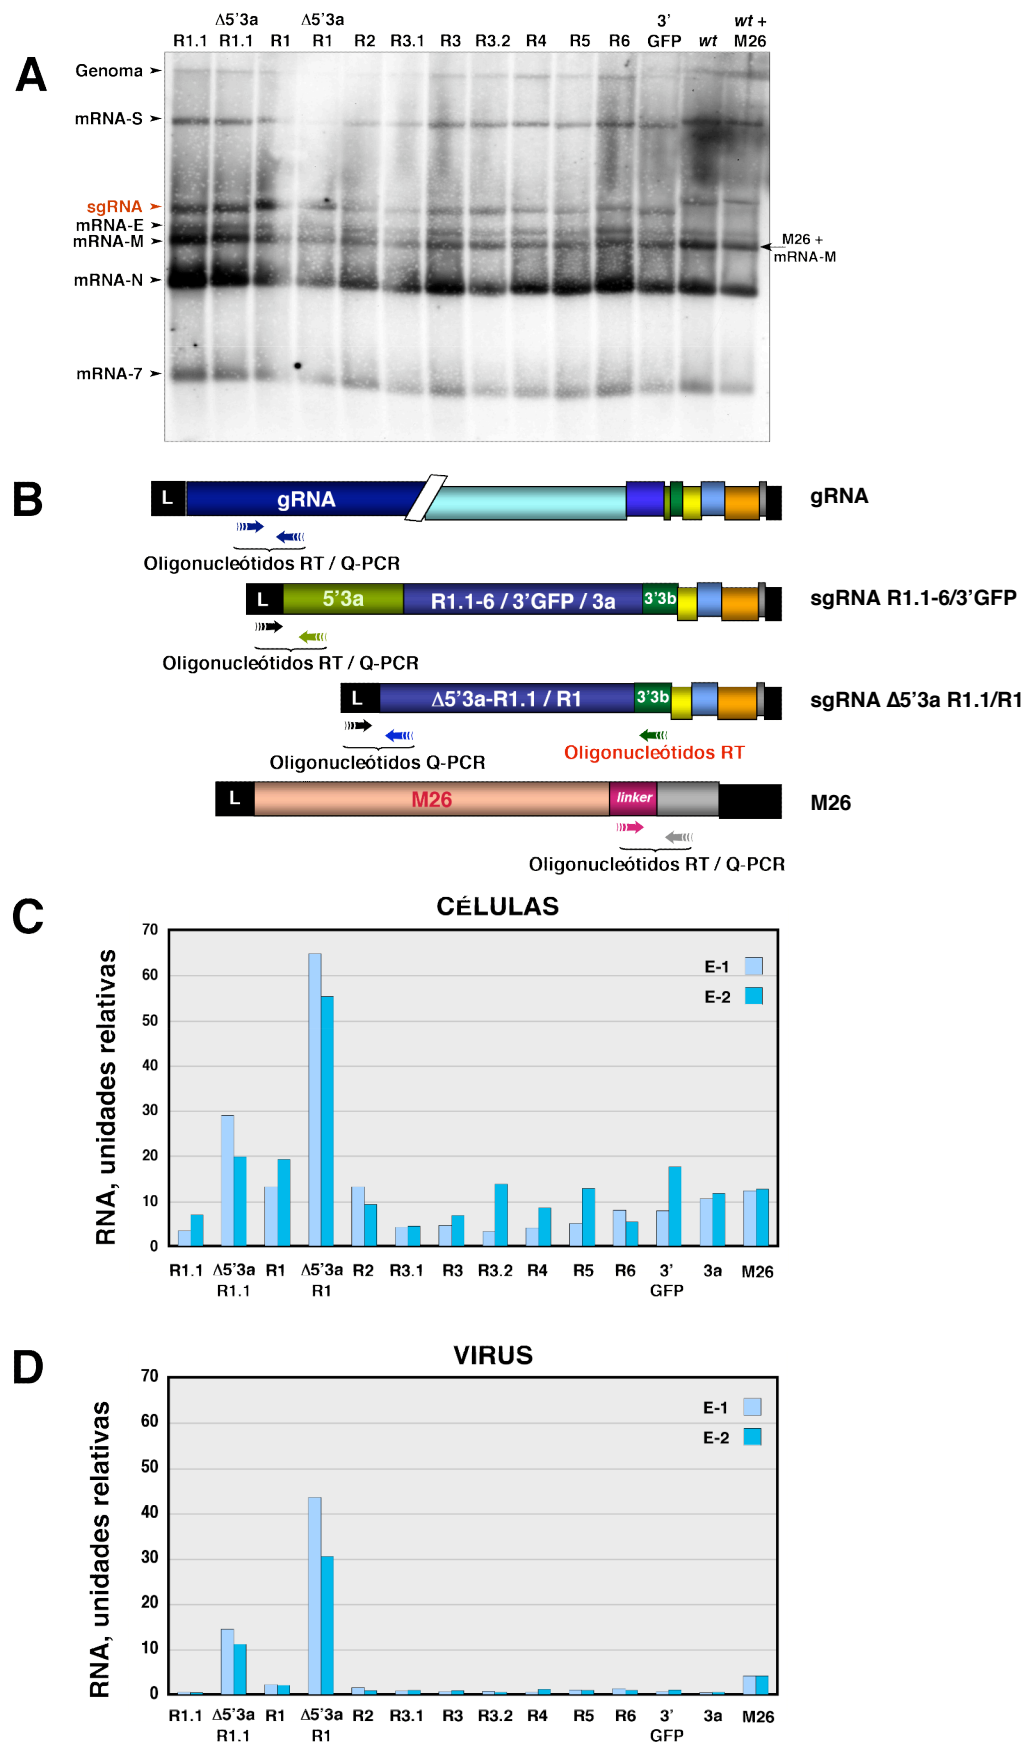 A
Δ5'3a Δ5'3a 3' wt +
R1.1 R1.1 R1 R1 R2 R3.1 R3 R3.2 R4 R5 R6 GFP wt M26
Genoma
mRNA-S
sgRNA
mRNA-E
mRNA-M
M26 +
mRNA-M
mRNA-N
mRNA-7
B
L gRNA gRNA
Oligonucleótidos RT / Q-PCR
L 5'3a R1.1-6 / 3'GFP / 3a 3'3b sgRNA R1.1-6/3'GFP
Oligonucleótidos RT / Q-PCR
L Δ5'3a-R1.1 / R1 3'3b sgRNA Δ5'3a R1.1/R1
Oligonucleótidos Q-PCR Oligonucleótidos RT
L M26 linker M26
Oligonucleótidos RT / Q-PCR
C
CÉLULAS
RNA, unidades relativas
70
60
50
40
30
20
10
0
E-1
E-2
R1.1 Δ5'3a R1 Δ5'3a R2 R3.1 R3 R3.2 R4 R5 R6 3' 3a M26
R1.1 R1 GFP
D
VIRUS
RNA, unidades relativas
70
60
50
40
30
20
10
0
E-1
E-2
R1.1 Δ5'3a R1 Δ5'3a R2 R3.1 R3 R3.2 R4 R5 R6 3' 3a M26
R1.1 R1 GFP